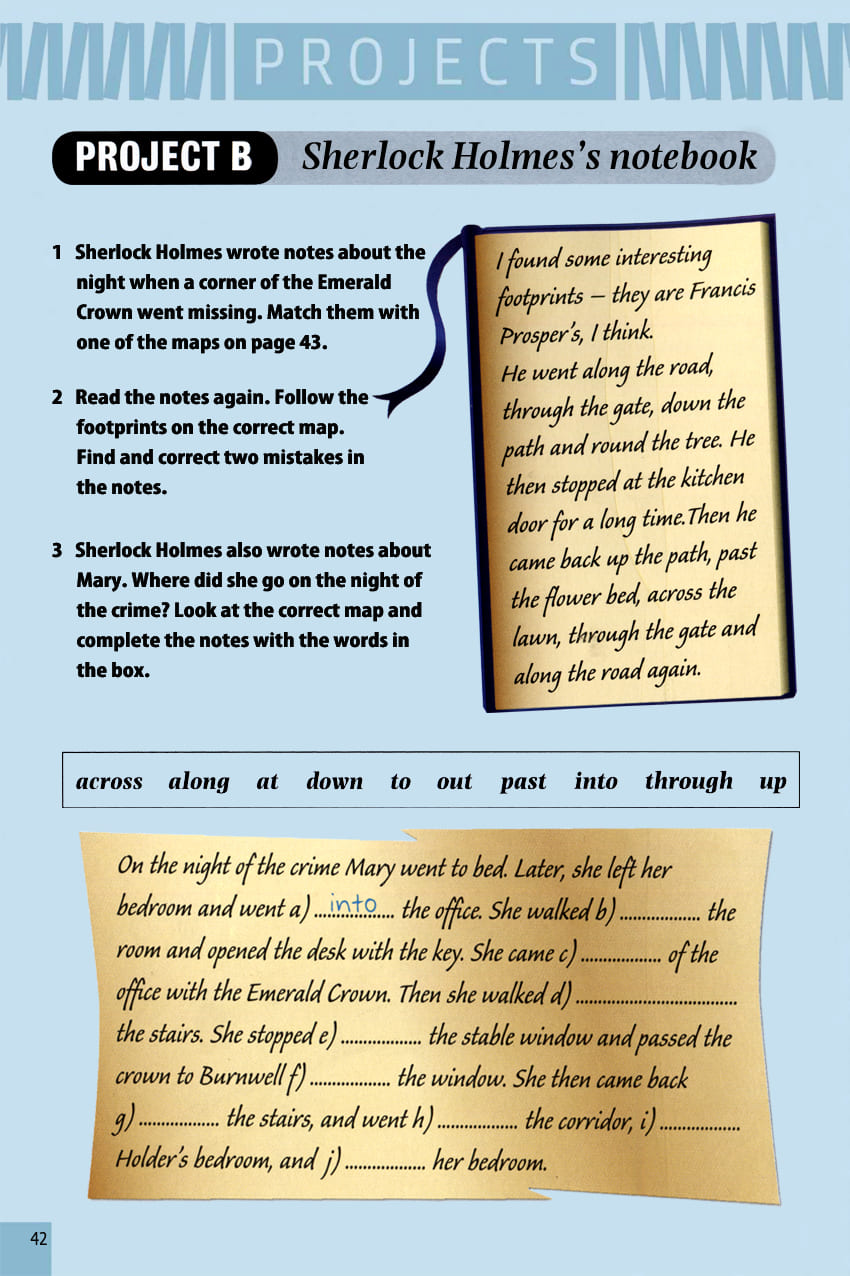 PROJECTS
PROJECT B Sherlock Holmes's notebook
1 Sherlock Holmes wrote notes about the
night when a corner of the Emerald
Crown went missing. Match them with
one of the maps on page 43.
2 Read the notes again. Follow the
footprints on the correct map.
Find and correct two mistakes in
the notes.
3 Sherlock Holmes also wrote notes about
Mary. Where did she go on the night of
the crime? Look at the correct map and
complete the notes with the words in
the box.
I found some interesting
footprints – they are Francis
Prosper's, I think.
He went along the road,
through the gate, down the
path and round the tree. He
then stopped at the kitchen
door for a long time.Then he
came back up the path, past
the flower bed, across the
lawn, through the gate and
along the road again.
across along at down to out past into through up
On the night of the crime Mary went to bed. Later, she left her
bedroom and went a) ...into... the office. She walked b) .................. the
room and opened the desk with the key. She came c) .................. of the
office with the Emerald Crown. Then she walked d) ....................................
the stairs. She stopped e) .................. the stable window and passed the
crown to Burnwell f) .................. the window. She then came back
g) .................. the stairs, and went h) .................. the corridor, i) ..................
Holder's bedroom, and j) .................. her bedroom.
42